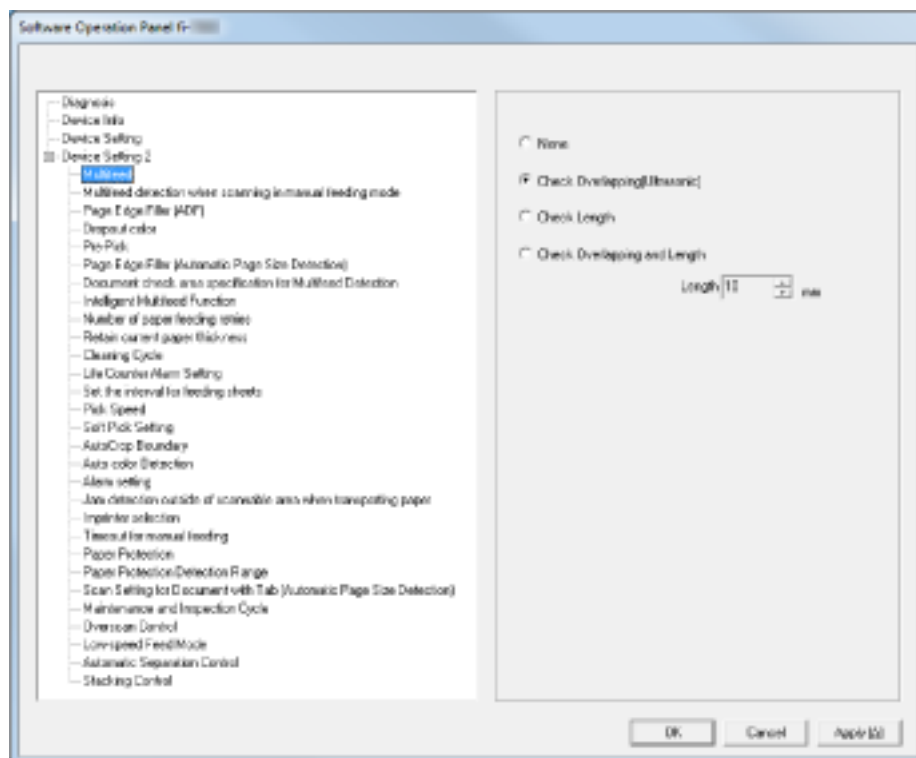 Software Operation Panel fi-
Diagnosis
Device Info
Device Setting
Device Setting 2
Multifeed
Multifeed detection when scanning in manual feeding mode
Page Edge Filler (ADF)
Dropout color
Pre-Pick
Page Edge Filler (Automatic Page Size Detection)
Document check area specification for Multifeed Detection
Intelligent Multifeed Function
Number of paper feeding retries
Retain current paper thickness
Cleaning Cycle
Life Counter Alarm Setting
Set the interval for feeding sheets
Pick Speed
Soft Pick Setting
AutoCrop Boundary
Auto color Detection
Alarm setting
Jam detection outside of scannable area when transporting paper
Imprinter selection
Timeout for manual feeding
Paper Protection
Paper Protection Detection Range
Scan Setting for Document with Tab (Automatic Page Size Detection)
Maintenance and Inspection Cycle
Overscan Control
Low-speed Feed Mode
Automatic Separation Control
Stacking Control
None
Check Overlapping(Ultrasonic)
Check Length
Check Overlapping and Length
Length mm
OK Cancel Apply (A)